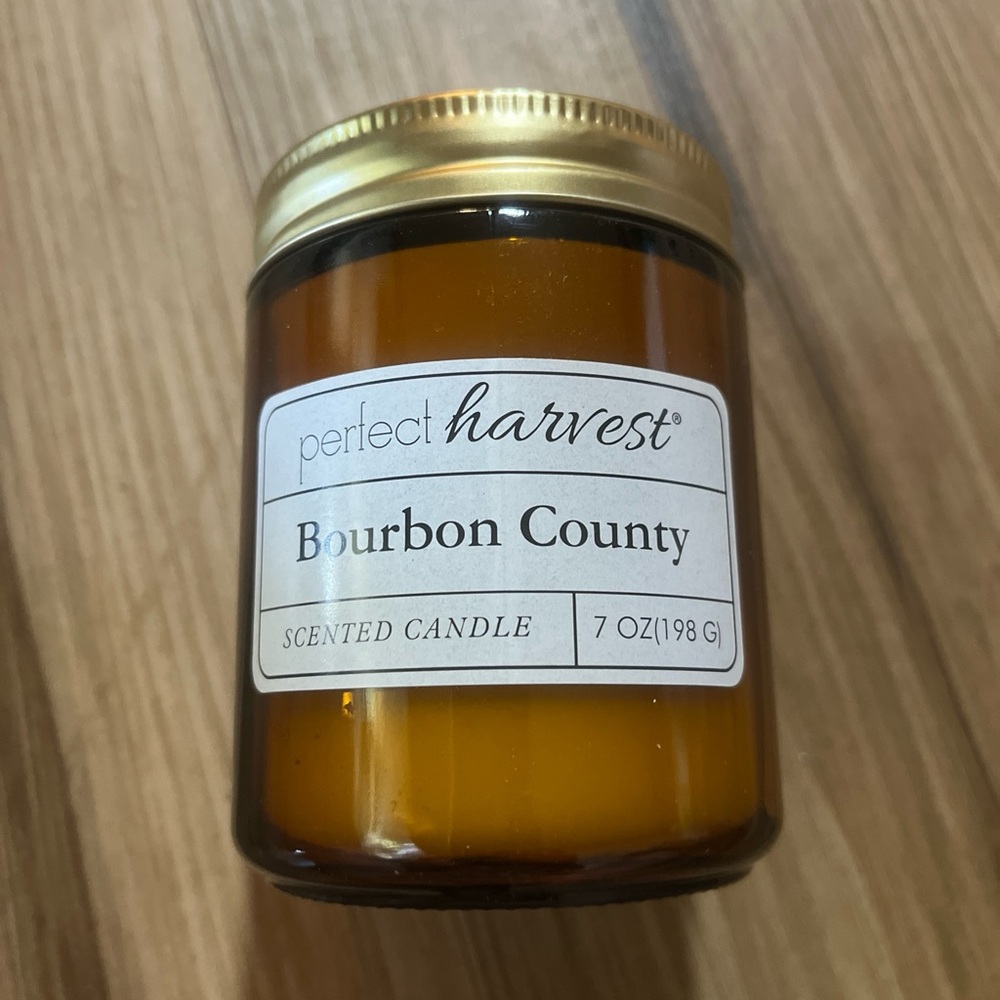 perfect harvest®
Bourbon County
SCENTED CANDLE
7 OZ(198 G)